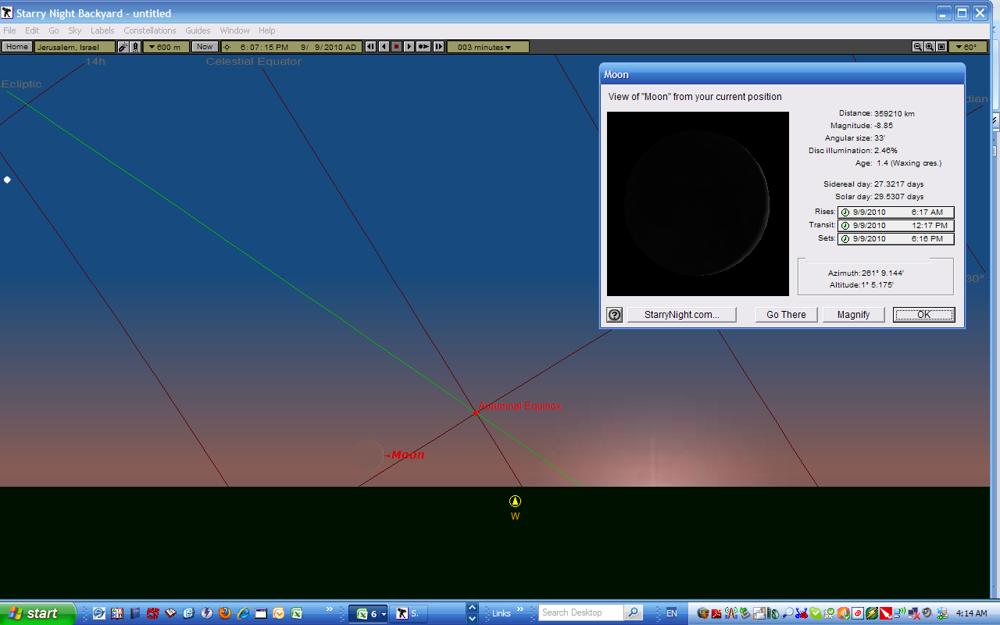 Starry Night Backyard - untitled
File Edit Go Sky Labels Constellations Guides Window Help
Home Jerusalem, Israel 600 m Now 6:07:15 PM 9/ 9/2010 AD 003 minutes 60°
14h Celestial Equator
Ecliptic
Moon
View of "Moon" from your current position
Distance: 359210 km
Magnitude: -8.85
Angular size: 33'
Disc illumination: 2.46%
Age: 1.4 (Waxing cres.)
Sidereal day: 27.3217 days
Solar day: 29.5307 days
Rises: 9/9/2010 6:17 AM
Transit: 9/9/2010 12:17 PM
Sets: 9/9/2010 6:16 PM
Azimuth: 261° 9.144'
Altitude: 1° 5.175'
StarryNight.com... Go There Magnify OK
dian
30°
Autumnal Equinox
Moon
W
start 6 S. Links Search Desktop EN 4:14 AM